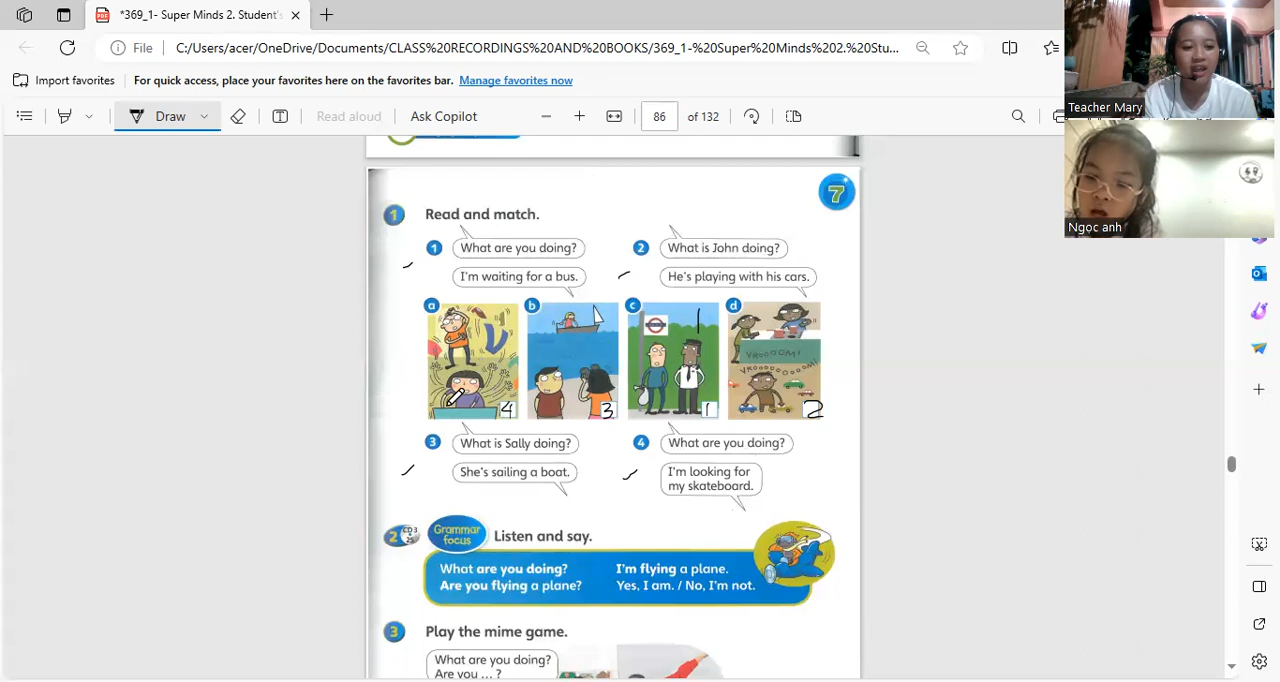 *369_1- Super Minds 2. Student's
File
C:/Users/acer/OneDrive/Documents/CLASS%20RECORDINGS%20AND%20BOOKS/369_1-%20Super%20Minds%202.%20Stu...
Import favorites
For quick access, place your favorites here on the favorites bar. Manage favorites now
Draw
Read aloud
Ask Copilot
86 of 132
Teacher Mary
Ngọc anh
7
1 Read and match.
1 What are you doing?
I'm waiting for a bus.
2 What is John doing?
He's playing with his cars.
a b c d
1
VROOOOM!
VROOOOOOOOM!
4 3 1 2
3 What is Sally doing?
She's sailing a boat.
4 What are you doing?
I'm looking for
my skateboard.
2 CD 3
Grammar
focus
Listen and say.
What are you doing? I'm flying a plane.
Are you flying a plane? Yes, I am. / No, I'm not.
3 Play the mime game.
What are you doing?
Are you ... ?